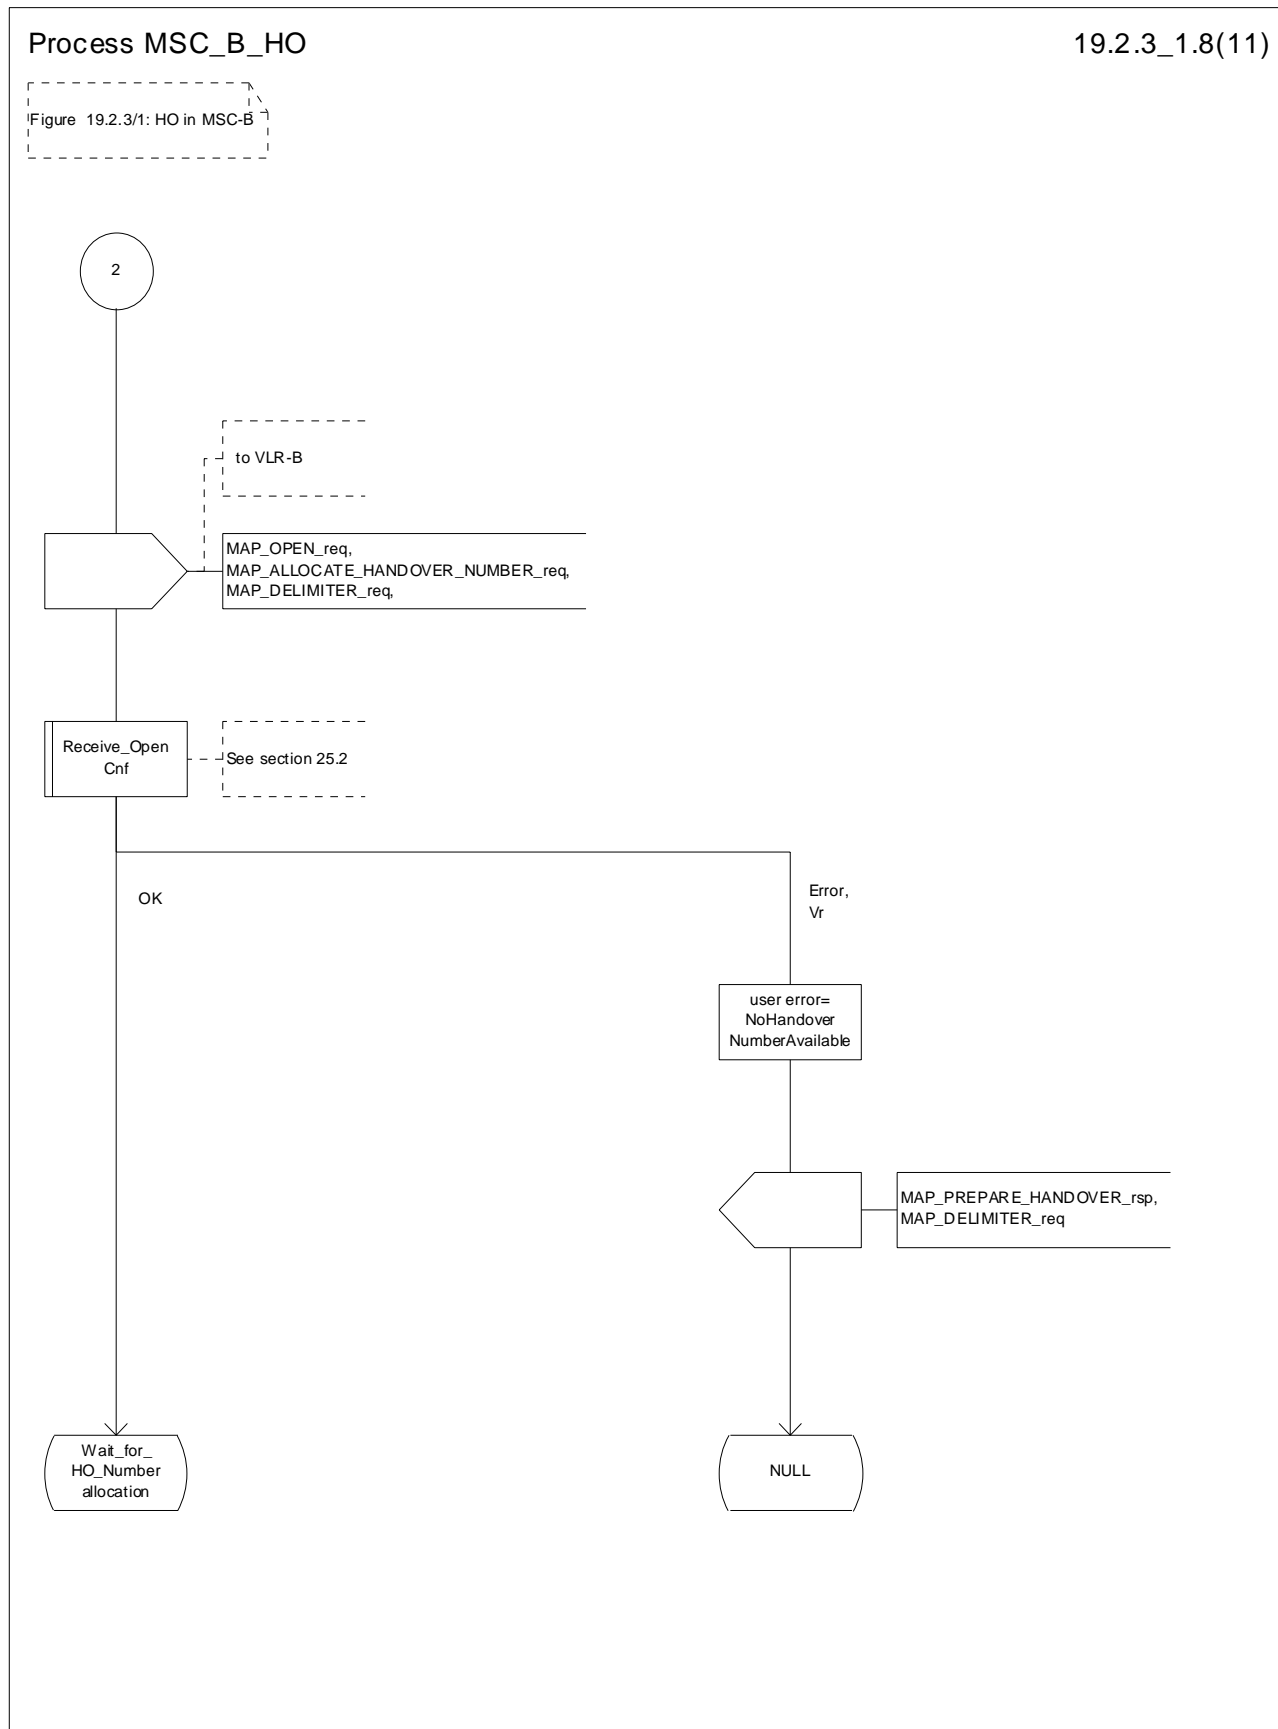 Process MSC_B_HO
19.2.3_1.8(11)
Figure 19.2.3/1: HO in MSC-B
2
to VLR-B
MAP_OPEN_req,
MAP_ALLOCATE_HANDOVER_NUMBER_req,
MAP_DELIMITER_req,
Receive_Open
Cnf
See section 25.2
OK
Error,
Vr
user error=
NoHandover
NumberAvailable
MAP_PREPARE_HANDOVER_rsp,
MAP_DELIMITER_req
Wait_for_
HO_Number
allocation
NULL